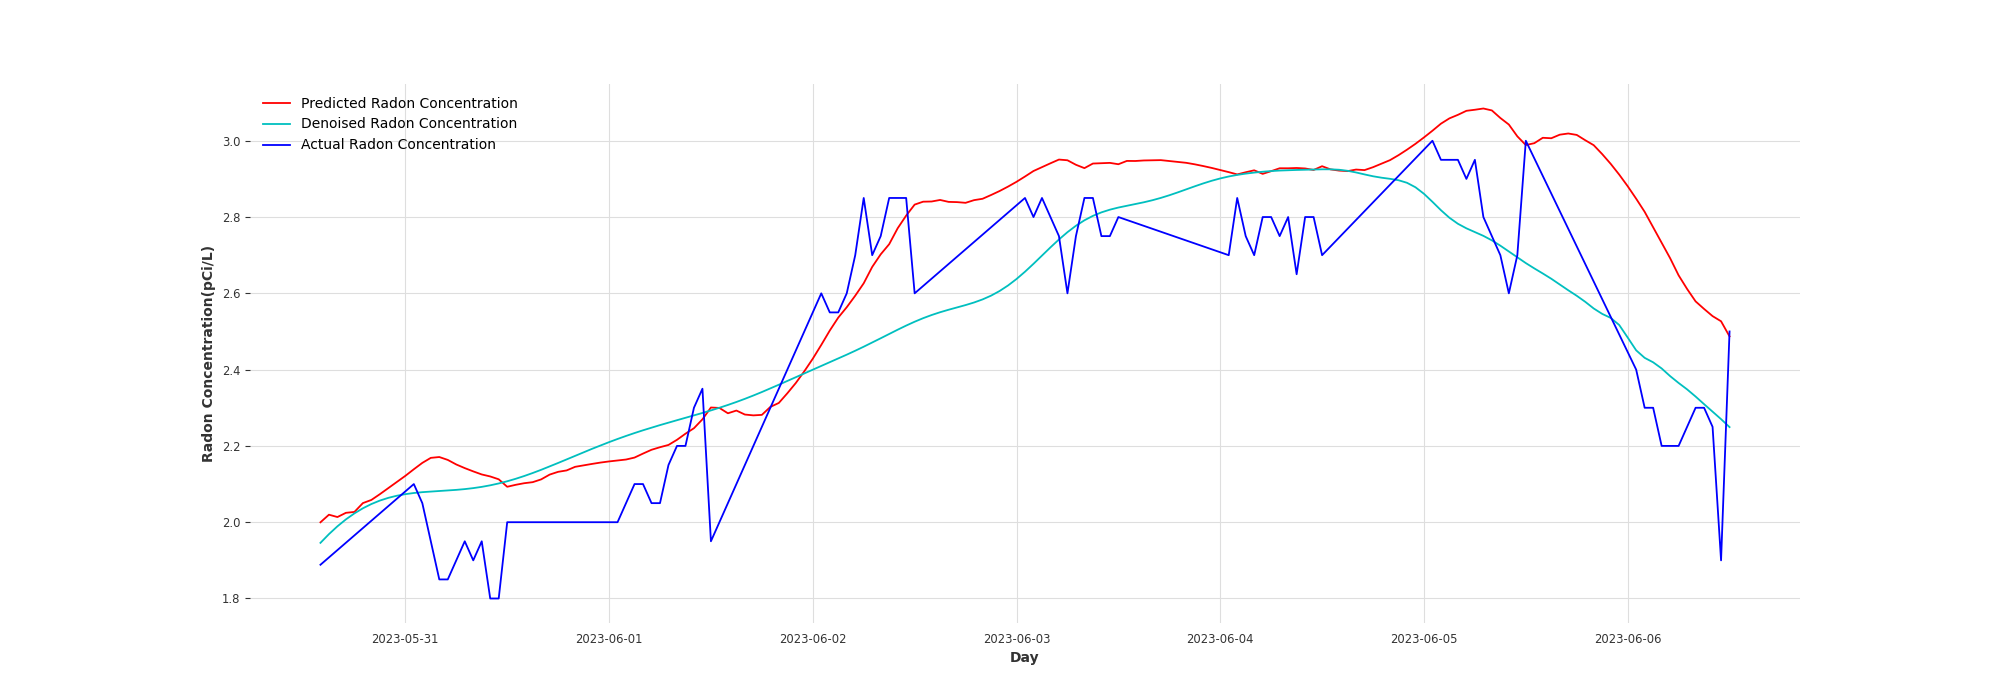 Predicted Radon Concentration
Denoised Radon Concentration
Actual Radon Concentration
Radon Concentration(pCi/L)
3.0
2.8
2.6
2.4
2.2
2.0
1.8
2023-05-31 2023-06-01 2023-06-02 2023-06-03 2023-06-04 2023-06-05 2023-06-06
Day